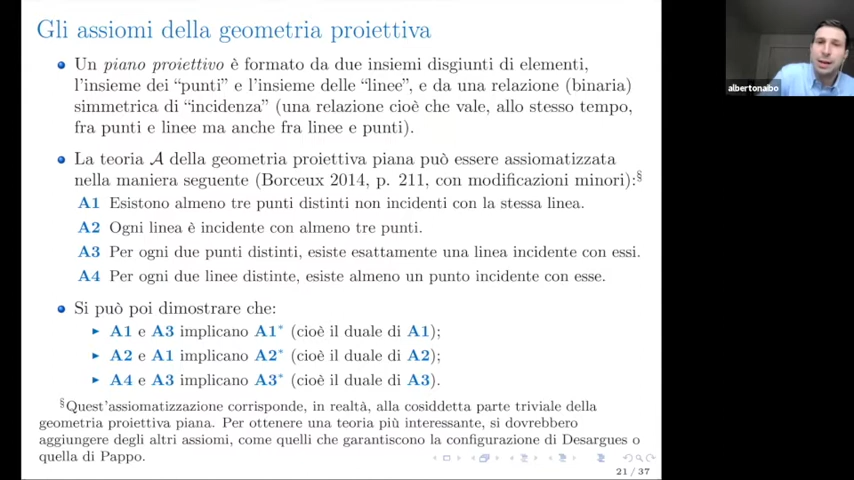 Gli assiomi della geometria proiettiva
Un piano proiettivo è formato da due insiemi disgiunti di elementi,
l'insieme dei “punti” e l'insieme delle “linee”, e da una relazione (binaria)
simmetrica di “incidenza” (una relazione cioè che vale, allo stesso tempo,
fra punti e linee ma anche fra linee e punti).
La teoria 𝒜 della geometria proiettiva piana può essere assiomatizzata
nella maniera seguente (Borceux 2014, p. 211, con modificazioni minori):§
A1 Esistono almeno tre punti distinti non incidenti con la stessa linea.
A2 Ogni linea è incidente con almeno tre punti.
A3 Per ogni due punti distinti, esiste esattamente una linea incidente con essi.
A4 Per ogni due linee distinte, esiste almeno un punto incidente con esse.
Si può poi dimostrare che:
A1 e A3 implicano A1* (cioè il duale di A1);
A2 e A1 implicano A2* (cioè il duale di A2);
A4 e A3 implicano A3* (cioè il duale di A3).
§Quest'assiomatizzazione corrisponde, in realtà, alla cosiddetta parte triviale della
geometria proiettiva piana. Per ottenere una teoria più interessante, si dovrebbero
aggiungere degli altri assiomi, come quelli che garantiscono la configurazione di Desargues o
quella di Pappo.
21 / 37
albertonaibo